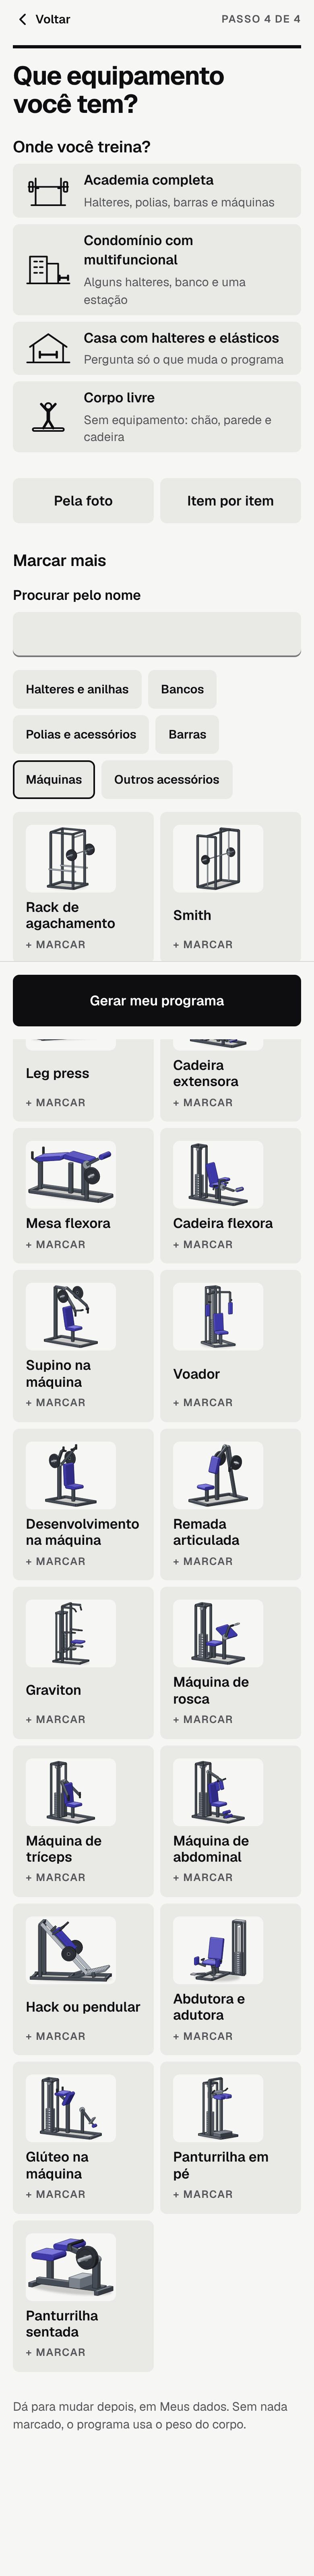 Voltar
PASSO 4 DE 4
Que equipamento
você tem?
Onde você treina?
Academia completa
Halteres, polias, barras e máquinas
Condomínio com
multifuncional
Alguns halteres, banco e uma
estação
Casa com halteres e elásticos
Pergunta só o que muda o programa
Corpo livre
Sem equipamento: chão, parede e
cadeira
Pela foto
Item por item
Marcar mais
Procurar pelo nome
Halteres e anilhas
Bancos
Polias e acessórios
Barras
Máquinas
Outros acessórios
Rack de
agachamento
+ MARCAR
Smith
+ MARCAR
Gerar meu programa
Leg press
+ MARCAR
Cadeira
extensora
+ MARCAR
Mesa flexora
+ MARCAR
Cadeira flexora
+ MARCAR
Supino na
máquina
+ MARCAR
Voador
+ MARCAR
Desenvolvimento
na máquina
+ MARCAR
Remada
articulada
+ MARCAR
Graviton
+ MARCAR
Máquina de
rosca
+ MARCAR
Máquina de
tríceps
+ MARCAR
Máquina de
abdominal
+ MARCAR
Hack ou pendular
+ MARCAR
Abdutora e
adutora
+ MARCAR
Glúteo na
máquina
+ MARCAR
Panturrilha em
pé
+ MARCAR
Panturrilha
sentada
+ MARCAR
Dá para mudar depois, em Meus dados. Sem nada
marcado, o programa usa o peso do corpo.